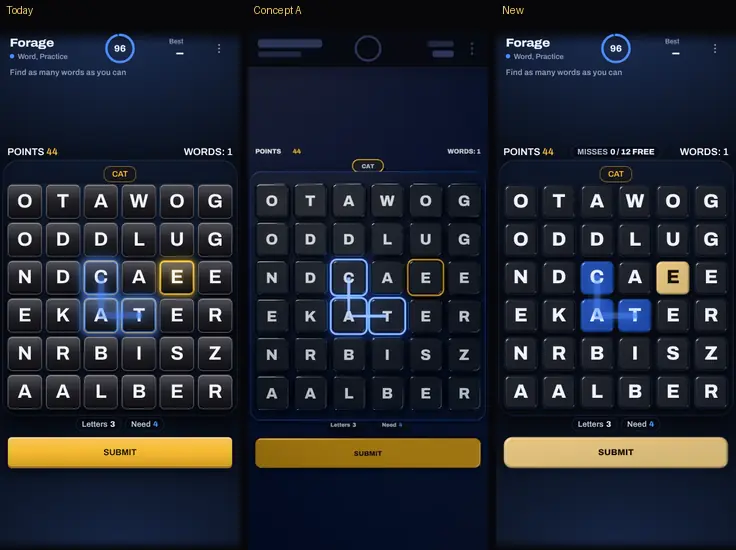 Today
Forage
96
Best
Word, Practice
–
Find as many words as you can
POINTS 44
WORDS: 1
CAT
O T A W O G
O D D L U G
N D C A E E
E K A T E R
N R B I S Z
A A L B E R
Letters 3 Need 4
SUBMIT
Concept A
POINTS 44
WORDS: 1
CAT
O T A W O G
O D D L U G
N D C A E E
E K A T E R
N R B I S Z
A A L B E R
Letters 3 Need 4
SUBMIT
New
Forage
96
Best
Word, Practice
–
Find as many words as you can
POINTS 44
MISSES 0 / 12 FREE
WORDS: 1
CAT
O T A W O G
O D D L U G
N D C A E E
E K A T E R
N R B I S Z
A A L B E R
Letters 3 Need 4
SUBMIT